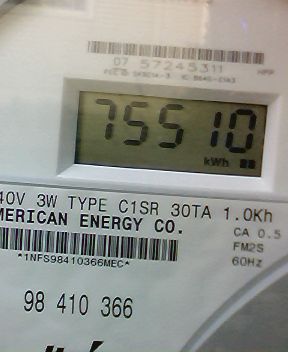 07 57245311
75510
kWh
40V 3W TYPE C1SR 30TA 1.0Kh
MERICAN ENERGY CO.
CA 0.5
FM2S
*1NFS98410366MEC*
60Hz
98 410 366